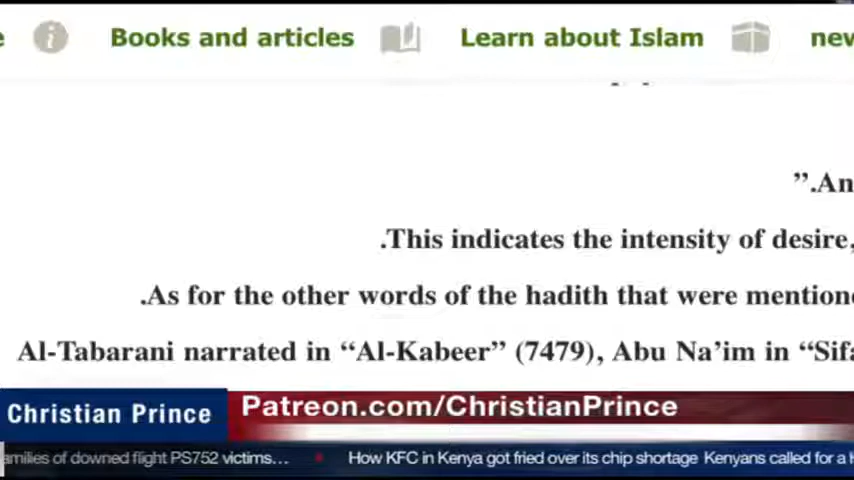 Books and articles Learn about Islam
”.An
.This indicates the intensity of desire,
.As for the other words of the hadith that were mentione
Al-Tabarani narrated in “Al-Kabeer” (7479), Abu Na’im in “Sifa
Christian Prince
Patreon.com/ChristianPrince
amilies of downed flight PS752 victims... • How KFC in Kenya got fried over its chip shortage Kenyans called for a